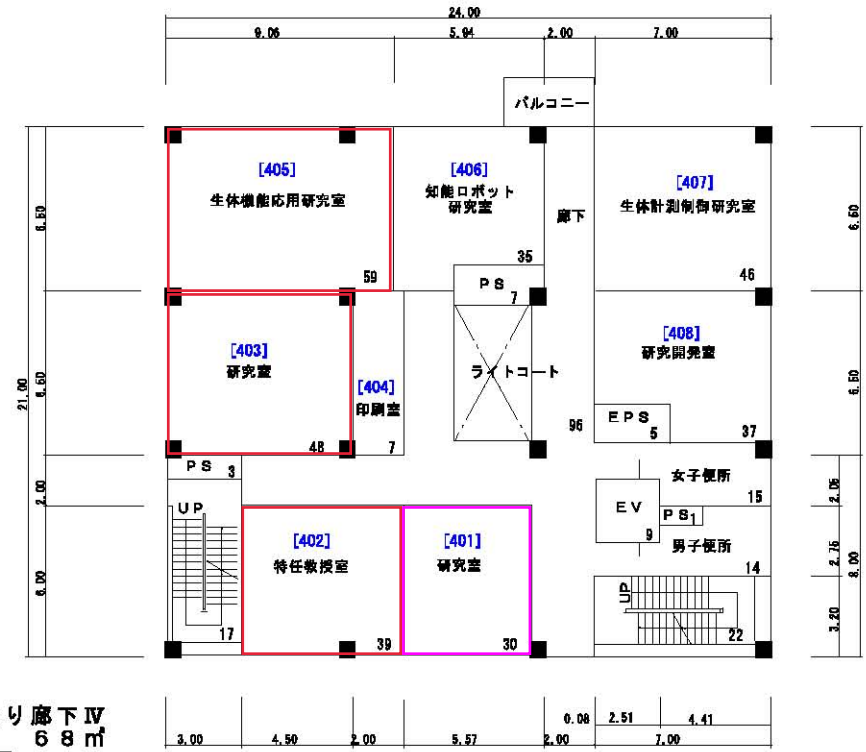 24.00
9.06
5.94
2.00
7.00
バルコニー
[405]
生体機能応用研究室
59
[406]
知能ロボット
研究室
35
廊下
[407]
生体計測制御研究室
46
6.50
6.50
PS
7
[403]
研究室
48
[404]
印刷室
7
ライトコート
[408]
研究開発室
37
EPS
5
96
21.00
6.50
6.50
PS
3
女子便所
15
2.00
2.05
UP
[402]
特任教授室
39
[401]
研究室
30
EV
9
PS
1
男子便所
14
2.75
8.00
6.00
17
UP
22
3.20
り廊下Ⅳ
68㎡
3.00
4.50
2.00
5.57
2.00
0.08
2.51
4.41
7.00